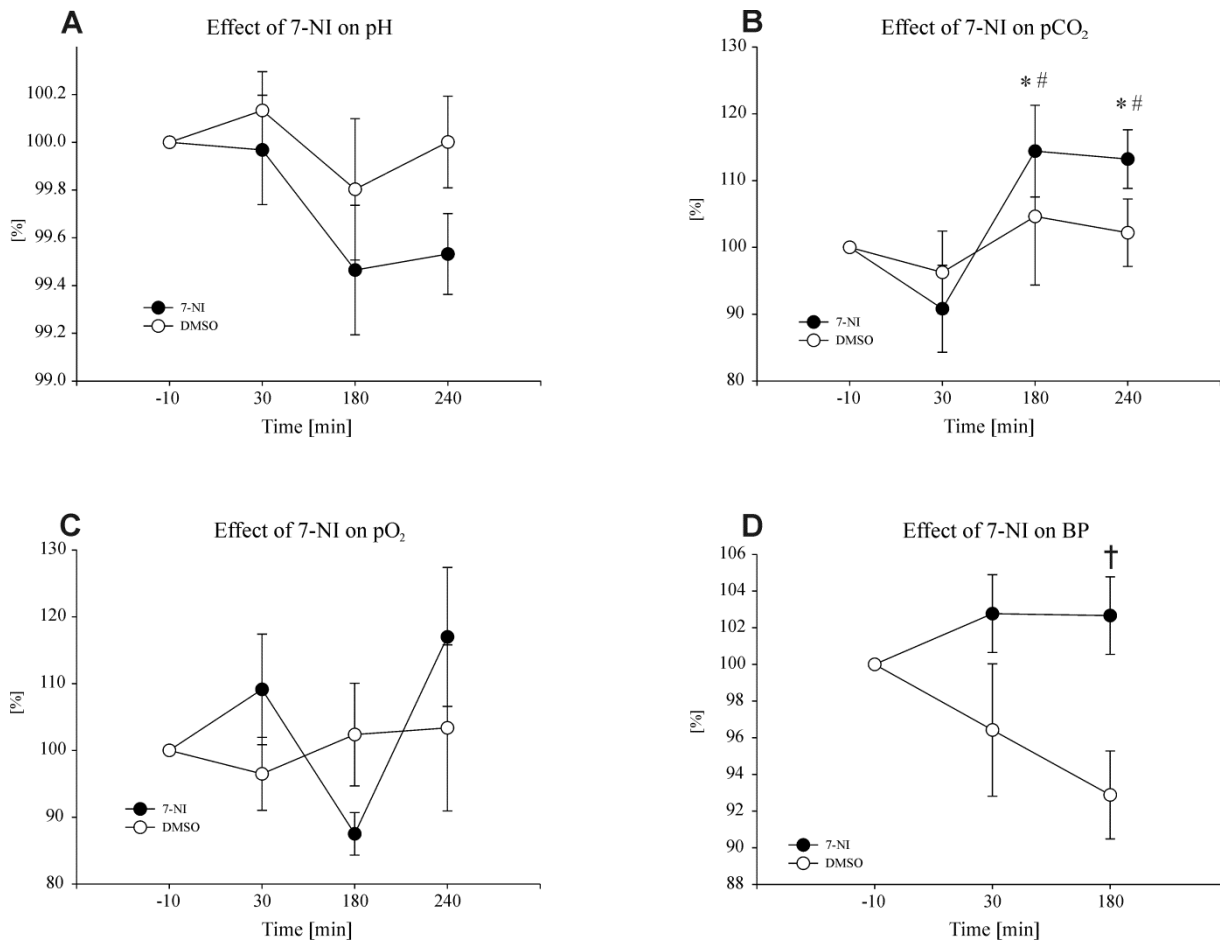 A
Effect of 7-NI on pH
100.2
100.0
99.8
99.6
99.4
99.2
99.0
[%]
7-NI
DMSO
-10 30 180 240
Time [min]
B
Effect of 7-NI on pCO₂
130
120
110
100
90
80
[%]
* #
* #
7-NI
DMSO
-10 30 180 240
Time [min]
C
Effect of 7-NI on pO₂
130
120
110
100
90
80
[%]
7-NI
DMSO
-10 30 180 240
Time [min]
D
Effect of 7-NI on BP
106
104
102
100
98
96
94
92
90
88
[%]
†
7-NI
DMSO
-10 30 180
Time [min]